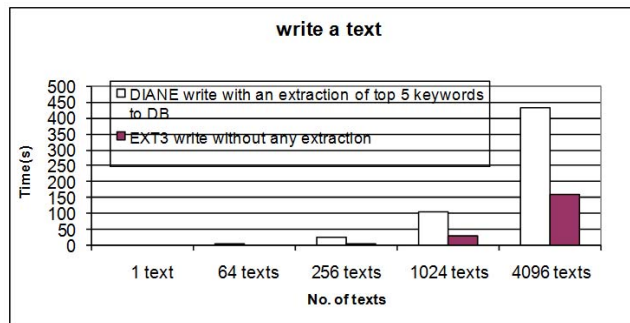 write a text
500
450
400
350
300
250
200
150
100
50
0
Time(s)
DIANE write with an extraction of top 5 keywords
to DB
EXT3 write without any extraction
1 text 64 texts 256 texts 1024 texts 4096 texts
No. of texts